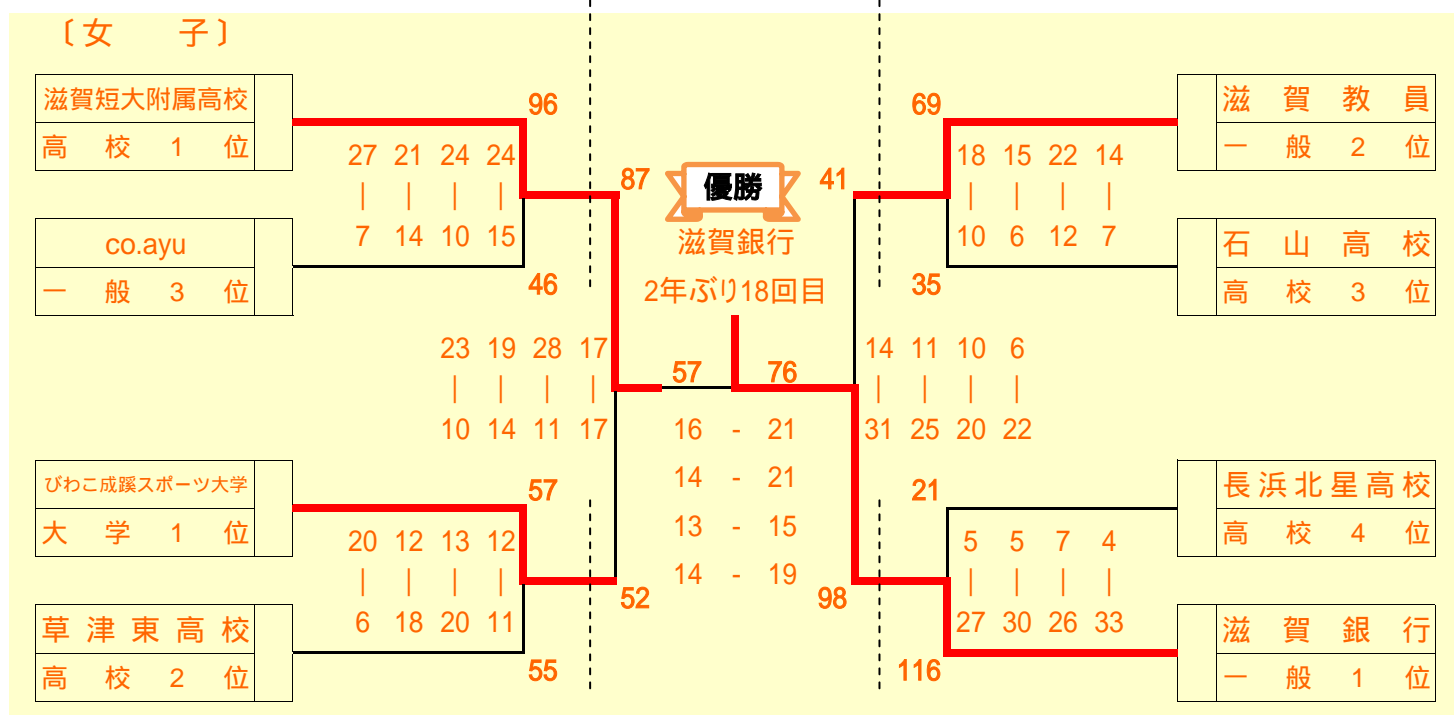 〔女 子〕
滋賀短大附属高校
高校1位
96
69
滋賀教員
一般2位
27 21 24 24
| | | |
7 14 10 15
87
優勝
41
18 15 22 14
| | | |
10 6 12 7
co.ayu
一般3位
46
滋賀銀行
2年ぶり18回目
35
石山高校
高校3位
23 19 28 17
| | | |
10 14 11 17
57 76
14 11 10 6
| | | |
31 25 20 22
16 - 21
14 - 21
13 - 15
14 - 19
びわこ成蹊スポーツ大学
大学1位
57
21
長浜北星高校
高校4位
20 12 13 12
| | | |
6 18 20 11
52
98
5 5 7 4
| | | |
27 30 26 33
草津東高校
高校2位
55
116
滋賀銀行
一般1位